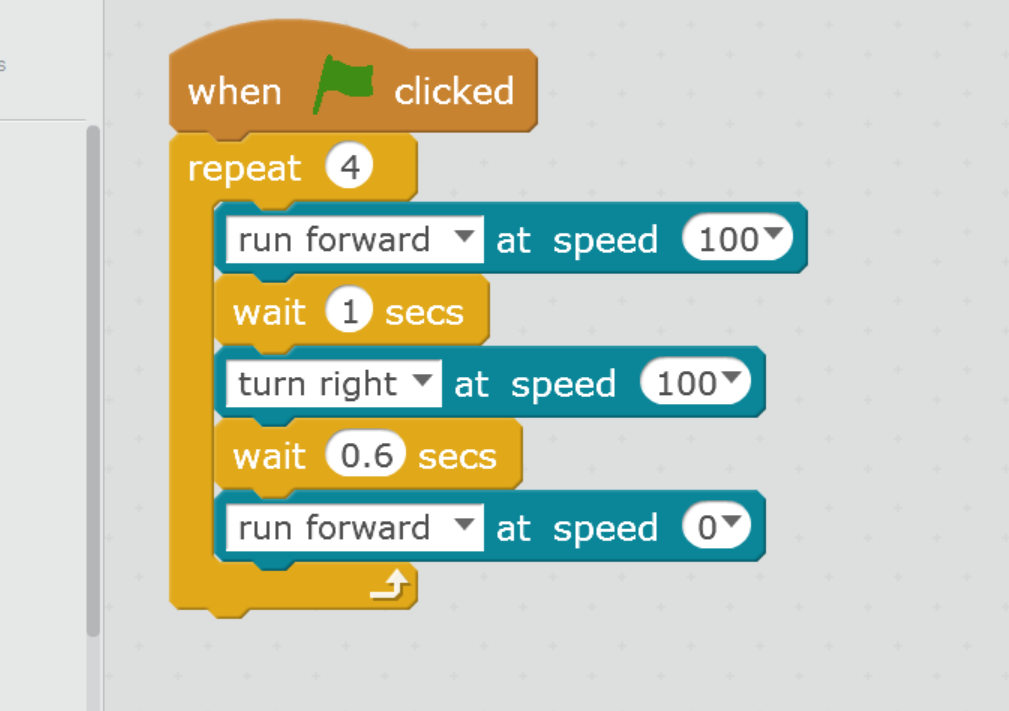 s
when clicked
repeat 4
run forward at speed 100
wait 1 secs
turn right at speed 100
wait 0.6 secs
run forward at speed 0